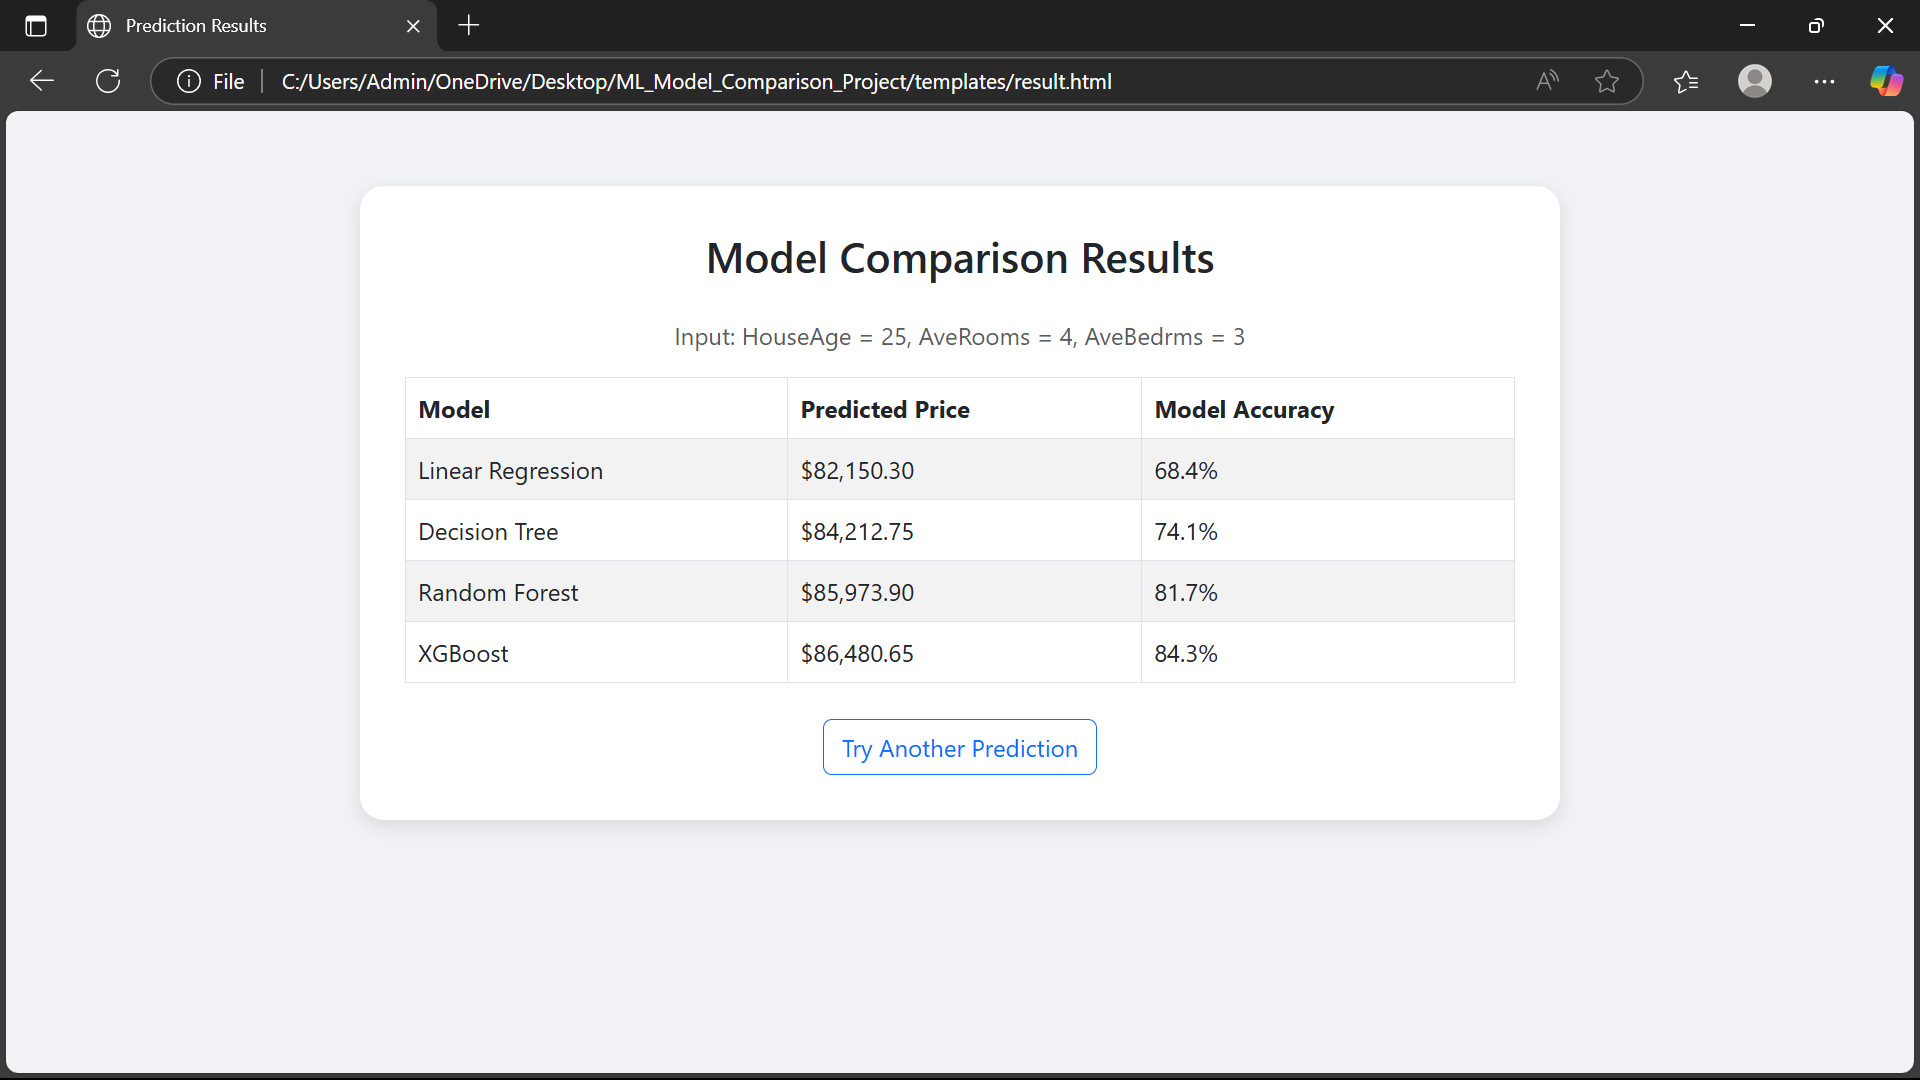 Prediction Results
File
C:/Users/Admin/OneDrive/Desktop/ML_Model_Comparison_Project/templates/result.html
Model Comparison Results
Input: HouseAge = 25, AveRooms = 4, AveBedrms = 3
Model Predicted Price Model Accuracy
Linear Regression $82,150.30 68.4%
Decision Tree $84,212.75 74.1%
Random Forest $85,973.90 81.7%
XGBoost $86,480.65 84.3%
Try Another Prediction